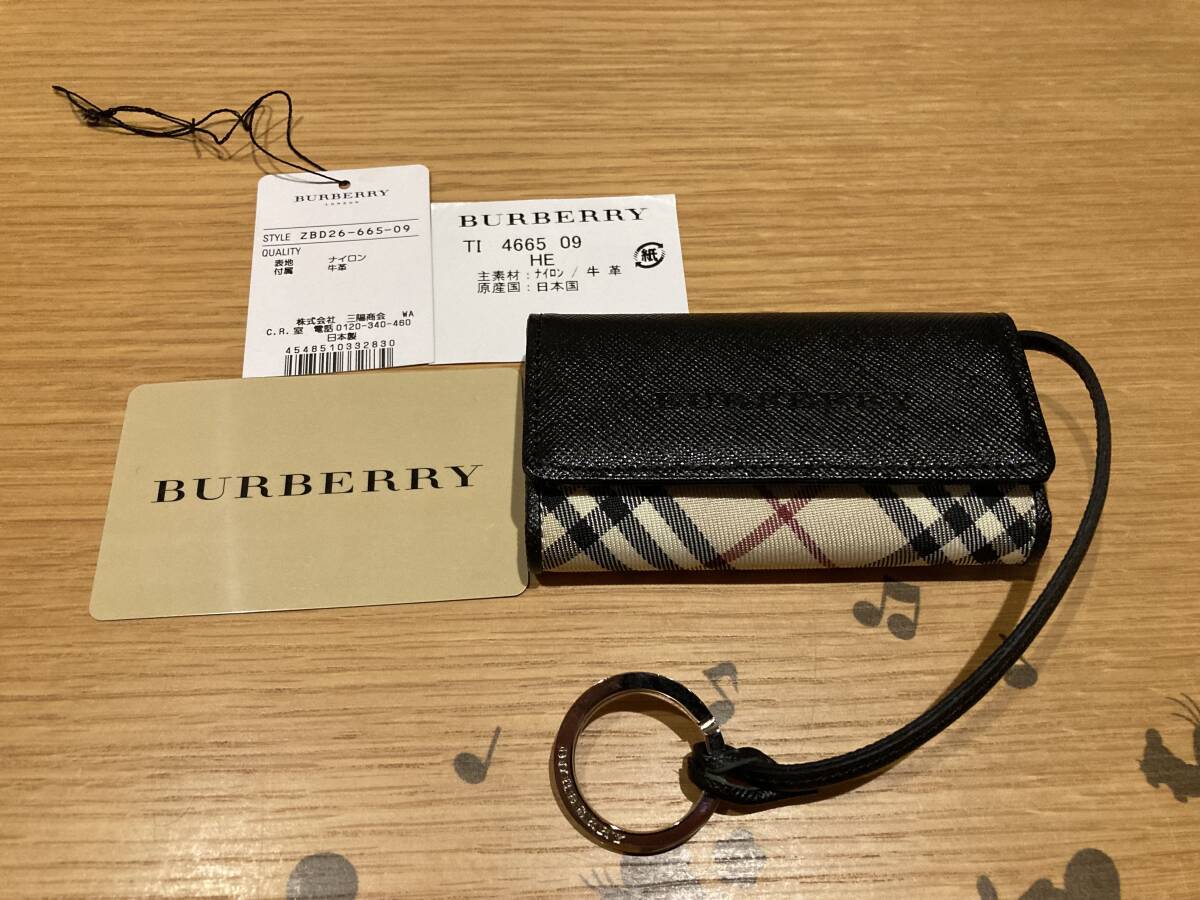 BURBERRY
LONDON
STYLE ZBD26-665-09
QUALITY
表地 ナイロン
付属 牛革
株式会社 三陽商会 WA
C.R.室 電話0120-340-460
日本製
4548510332830
BURBERRY
TI 4665 09
HE
紙
主素材:ナイロン/牛革
原産国:日本国
BURBERRY
BURBERRY
BURBERRY